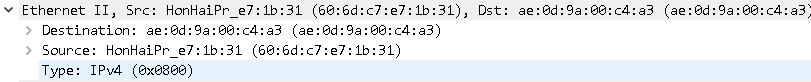 Ethernet II, Src: HonHaiPr_e7:1b:31 (60:6d:c7:e7:1b:31), Dst: ae:0d:9a:00:c4:a3 (ae:0d:9a:00:c4:a3)
Destination: ae:0d:9a:00:c4:a3 (ae:0d:9a:00:c4:a3)
Source: HonHaiPr_e7:1b:31 (60:6d:c7:e7:1b:31)
Type: IPv4 (0x0800)